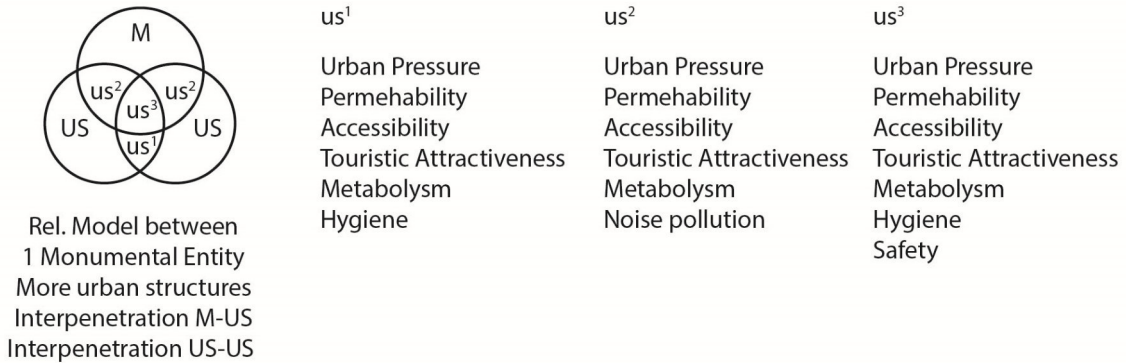 M
us²
us²
us³
US
US
us¹
Rel. Model between
1 Monumental Entity
More urban structures
Interpenetration M-US
Interpenetration US-US
us¹
Urban Pressure
Permehability
Accessibility
Touristic Attractiveness
Metabolysm
Hygiene
us²
Urban Pressure
Permehability
Accessibility
Touristic Attractiveness
Metabolysm
Noise pollution
us³
Urban Pressure
Permehability
Accessibility
Touristic Attractiveness
Metabolysm
Hygiene
Safety